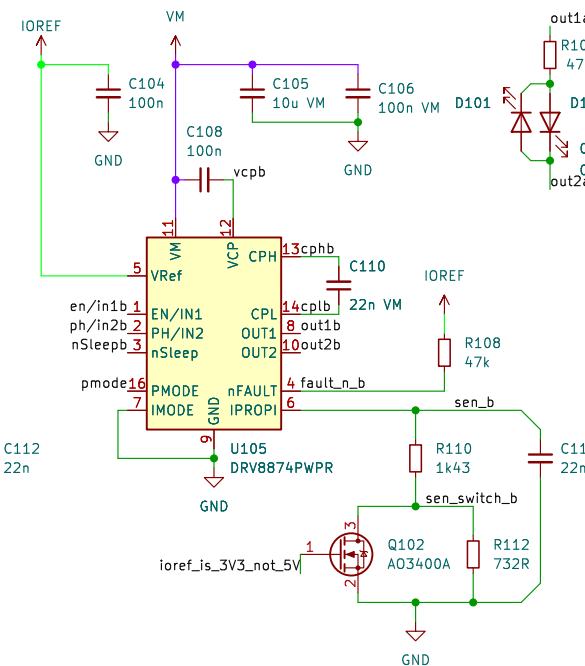 IOREF
VM
out1a
R10
47
C104
100n
C105
10u VM
C106
100n VM
D101
D1
GND
C108
100n
vcpb
GND
out2a
11
12
VM
VCP
CPH
13
cphb
5
VRef
C110
22n VM
IOREF
en/in1b
1
EN/IN1
CPL
14
cplb
ph/in2b
2
PH/IN2
OUT1
8
out1b
nSleepb
3
nSleep
OUT2
10
out2b
R108
47k
pmode
16
PMODE
nFAULT
4
fault_n_b
7
IMODE
GND
IPROPI
6
sen_b
9
U105
DRV8874PWPR
C112
22n
R110
1k43
C11
22n
GND
sen_switch_b
3
1
Q102
AO3400A
R112
732R
ioref_is_3V3_not_5V
2
GND